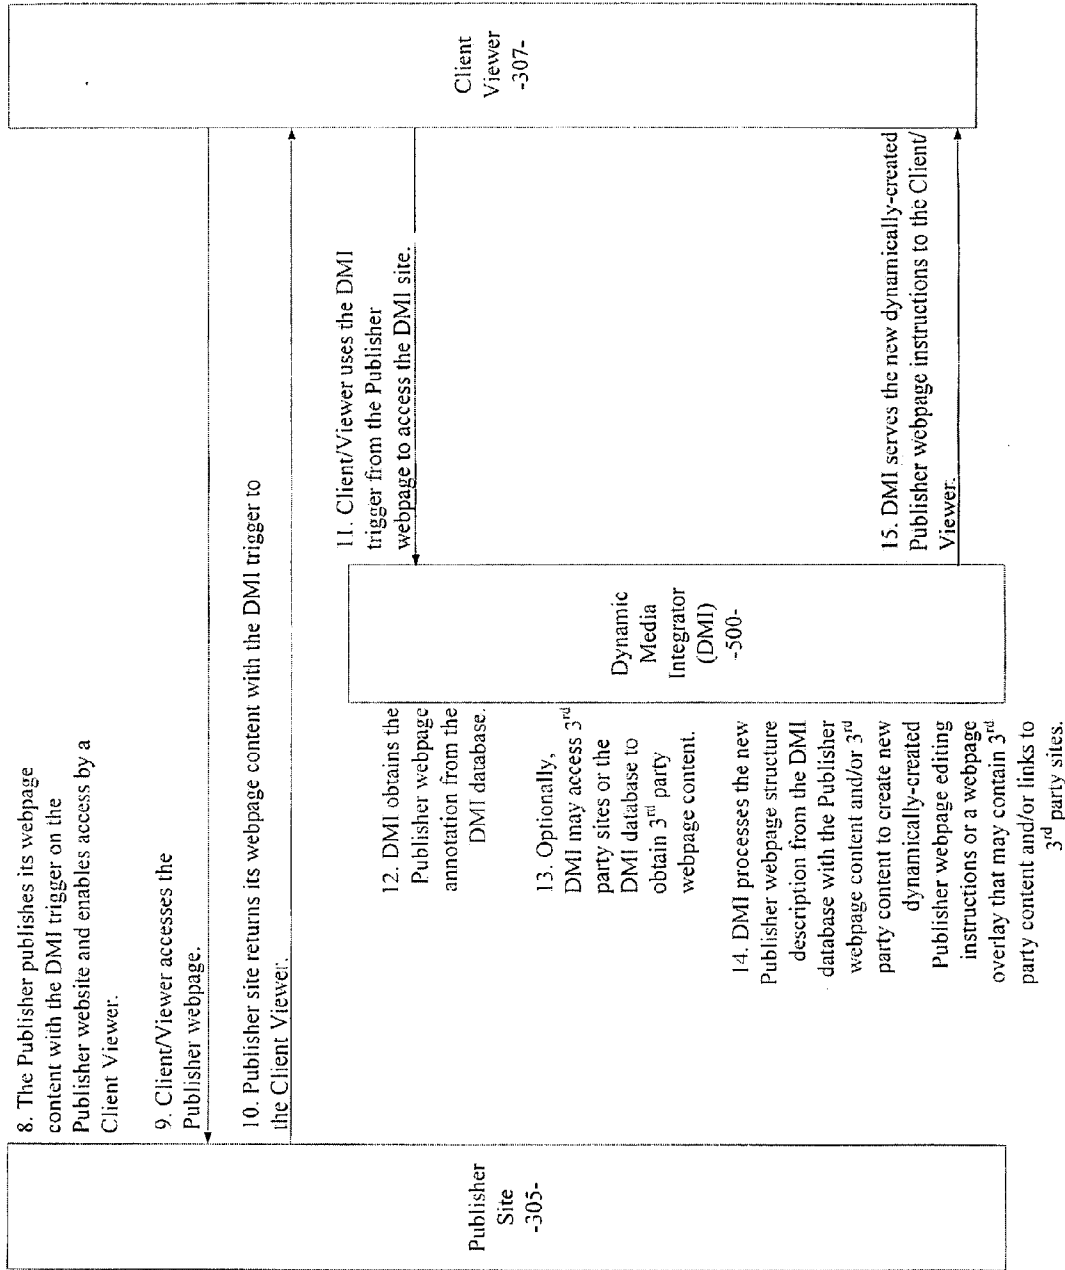 8. The Publisher publishes its webpage
content with the DMI trigger on the
Publisher website and enables access by a
Client Viewer.
9. Client/Viewer accesses the
Publisher webpage.
10. Publisher site returns its webpage content with the DMI trigger to
the Client Viewer.
11. Client/Viewer uses the DMI
trigger from the Publisher
webpage to access the DMI site.
12. DMI obtains the
Publisher webpage
annotation from the
DMI database.
13. Optionally,
DMI may access 3rd
party sites or the
DMI database to
obtain 3rd party
webpage content.
14. DMI processes the new
Publisher webpage structure
description from the DMI
database with the Publisher
webpage content and/or 3rd
party content to create new
dynamically-created
Publisher webpage editing
instructions or a webpage
overlay that may contain 3rd
party content and/or links to
3rd party sites.
15. DMI serves the new dynamically-created
Publisher webpage instructions to the Client/
Viewer.
Publisher
Site
-305-
Dynamic
Media
Integrator
(DMI)
-500-
Client
Viewer
-307-